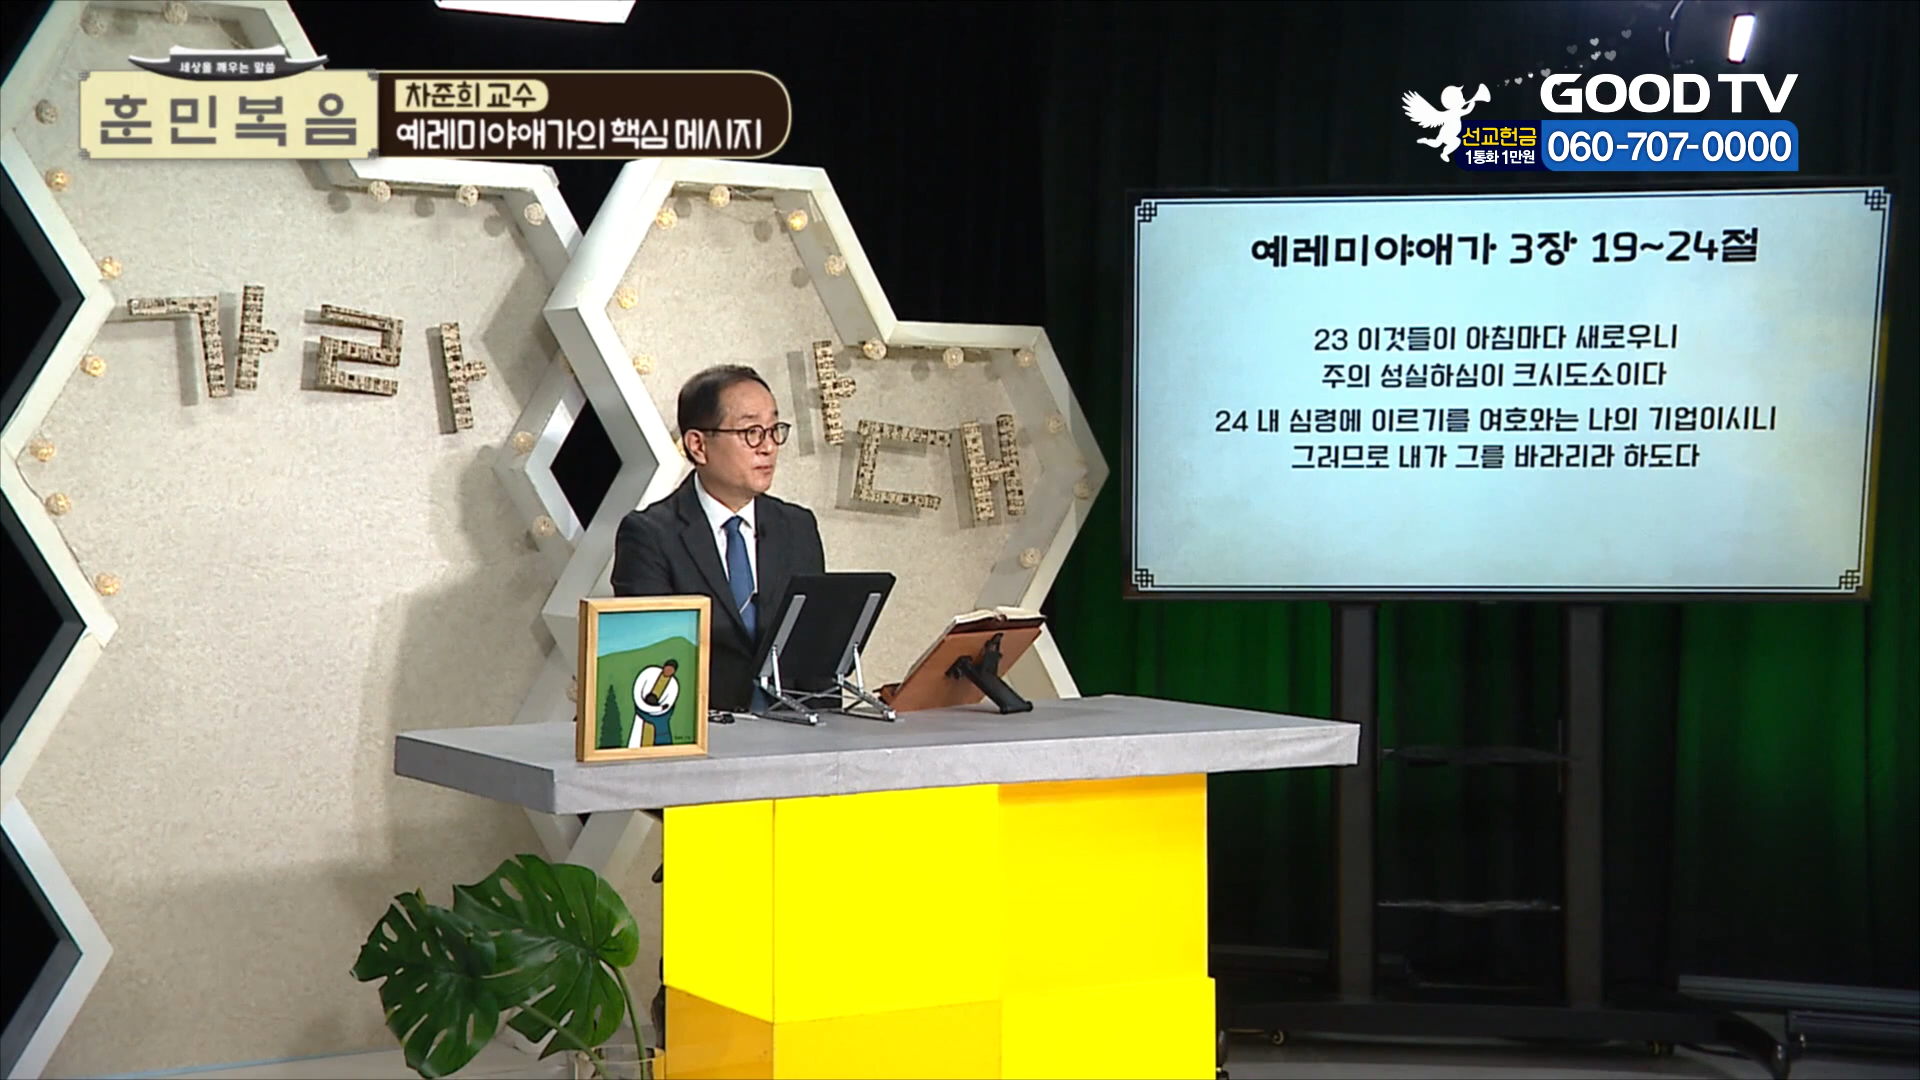 세상을 깨우는 말씀
훈민복음
차준희 교수
예레미야애가의 핵심 메시지
GOOD TV
선교헌금
1통화 1만원
060-707-0000
예레미야애가 3장 19~24절
23 이것들이 아침마다 새로우니
주의 성실하심이 크시도소이다
24 내 심령에 이르기를 여호와는 나의 기업이시니
그러므로 내가 그를 바라리라 하도다